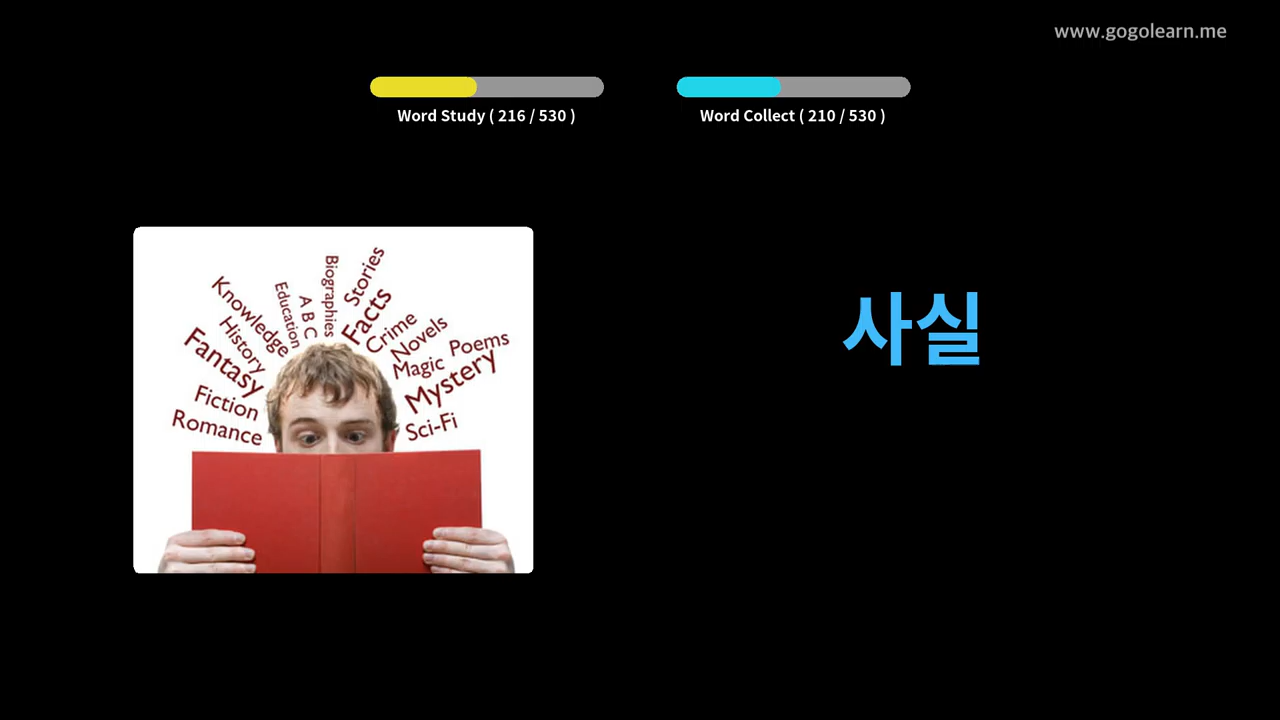 www.gogolearn.me
Word Study ( 216 / 530 )
Word Collect ( 210 / 530 )
Romance
Fiction
Fantasy
History
Knowledge
Education
A B C
Biographies
Stories
Facts
Crime
Novels
Magic
Poems
Mystery
Sci-Fi
사실